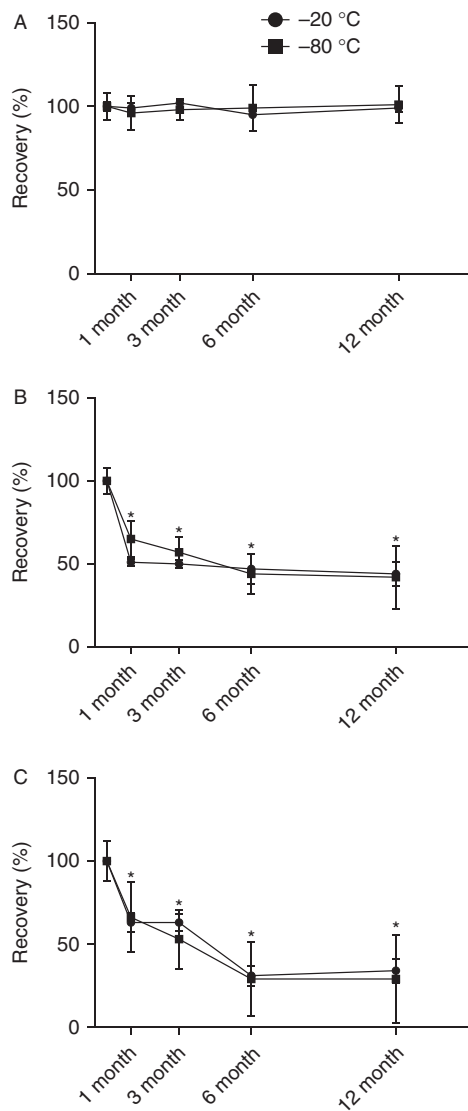 A
–20 °C
–80 °C
150
100
50
0
Recovery (%)
1 month
3 month
6 month
12 month
B
150
100
50
0
Recovery (%)
*
*
*
*
1 month
3 month
6 month
12 month
C
150
100
50
0
Recovery (%)
*
*
*
*
1 month
3 month
6 month
12 month